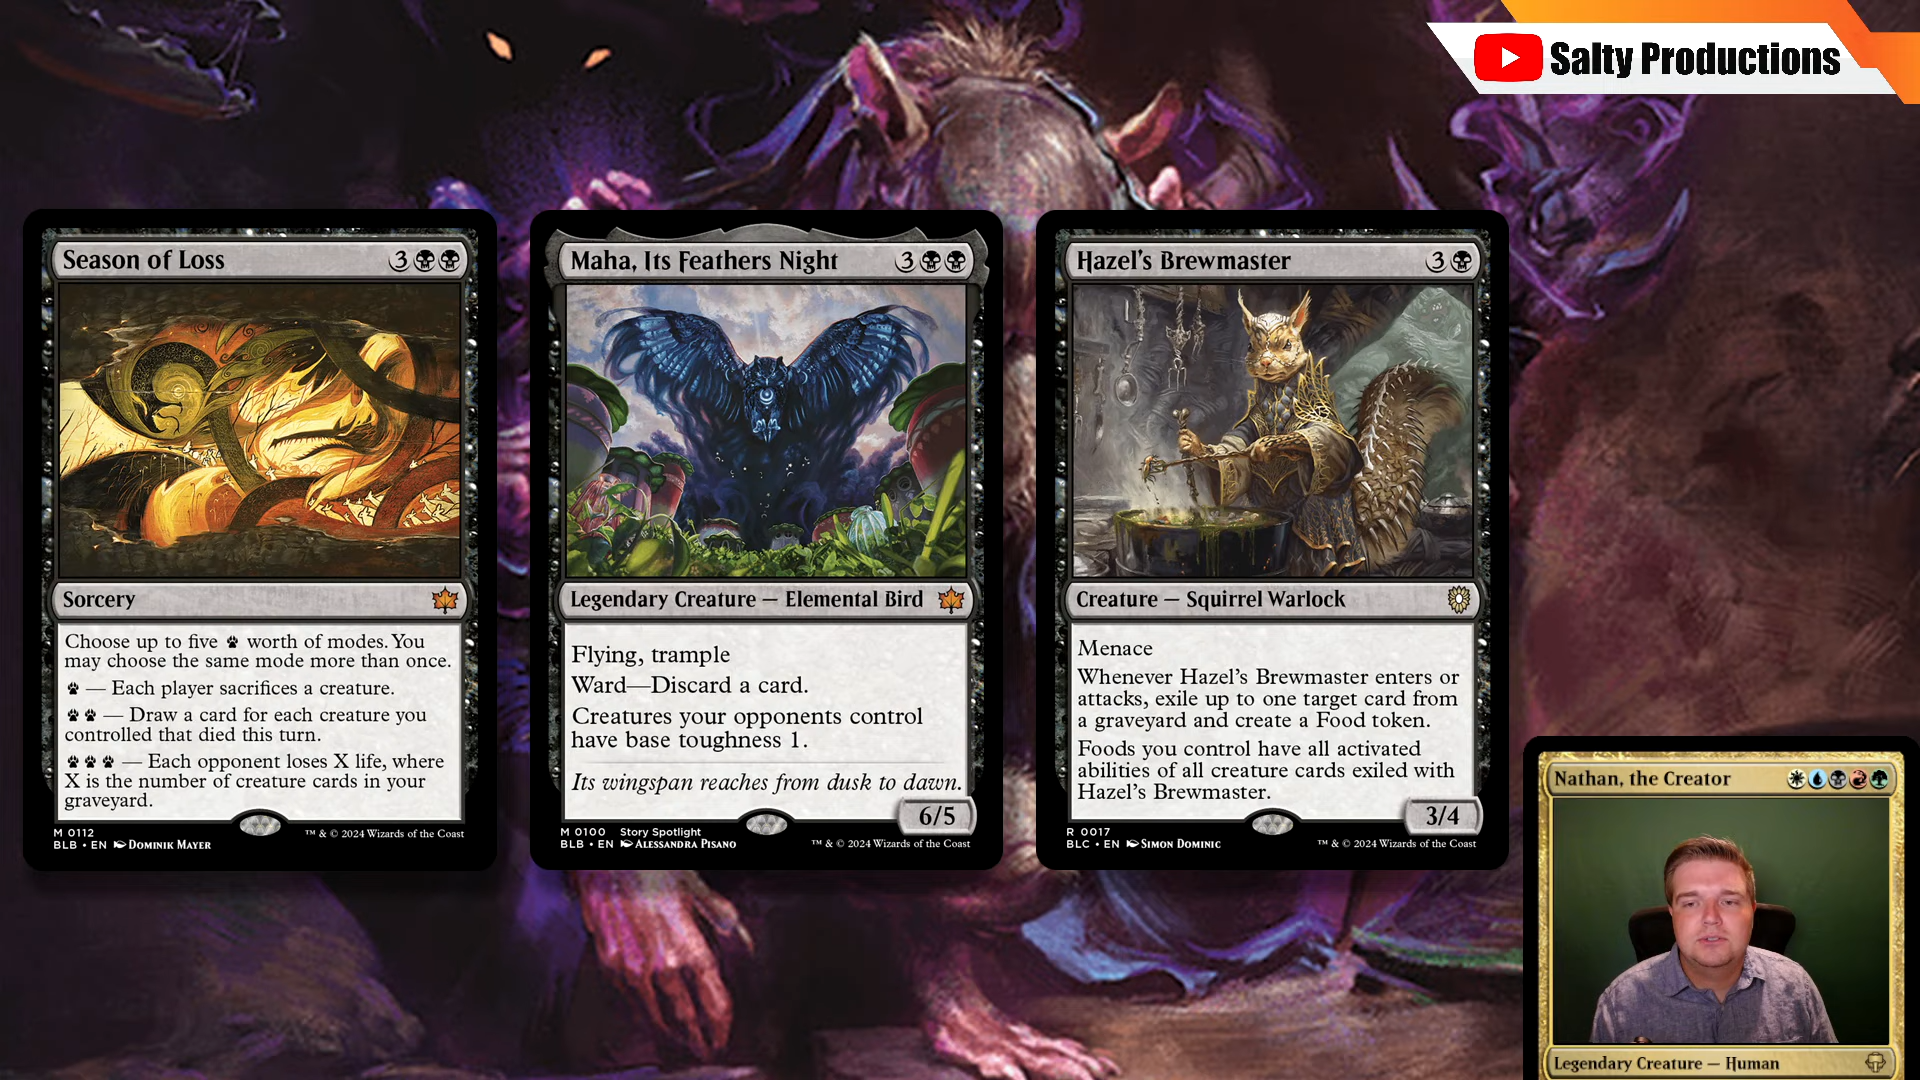 Salty Productions
Season of Loss
3
Sorcery
Choose up to five worth of modes. You
may choose the same mode more than once.
— Each player sacrifices a creature.
— Draw a card for each creature you
controlled that died this turn.
— Each opponent loses X life, where
X is the number of creature cards in your
graveyard.
M 0112
BLB • EN DOMINIK MAYER
™ & © 2024 Wizards of the Coast
Maha, Its Feathers Night
3
Legendary Creature — Elemental Bird
Flying, trample
Ward—Discard a card.
Creatures your opponents control
have base toughness 1.
Its wingspan reaches from dusk to dawn.
6/5
M 0100 Story Spotlight
BLB • EN ALESSANDRA PISANO
™ & © 2024 Wizards of the Coast
Hazel's Brewmaster
3
Creature — Squirrel Warlock
Menace
Whenever Hazel's Brewmaster enters or
attacks, exile up to one target card from
a graveyard and create a Food token.
Foods you control have all activated
abilities of all creature cards exiled with
Hazel's Brewmaster.
3/4
R 0017
BLC • EN SIMON DOMINIC
™ & © 2024 Wizards of the Coast
Nathan, the Creator
Legendary Creature — Human